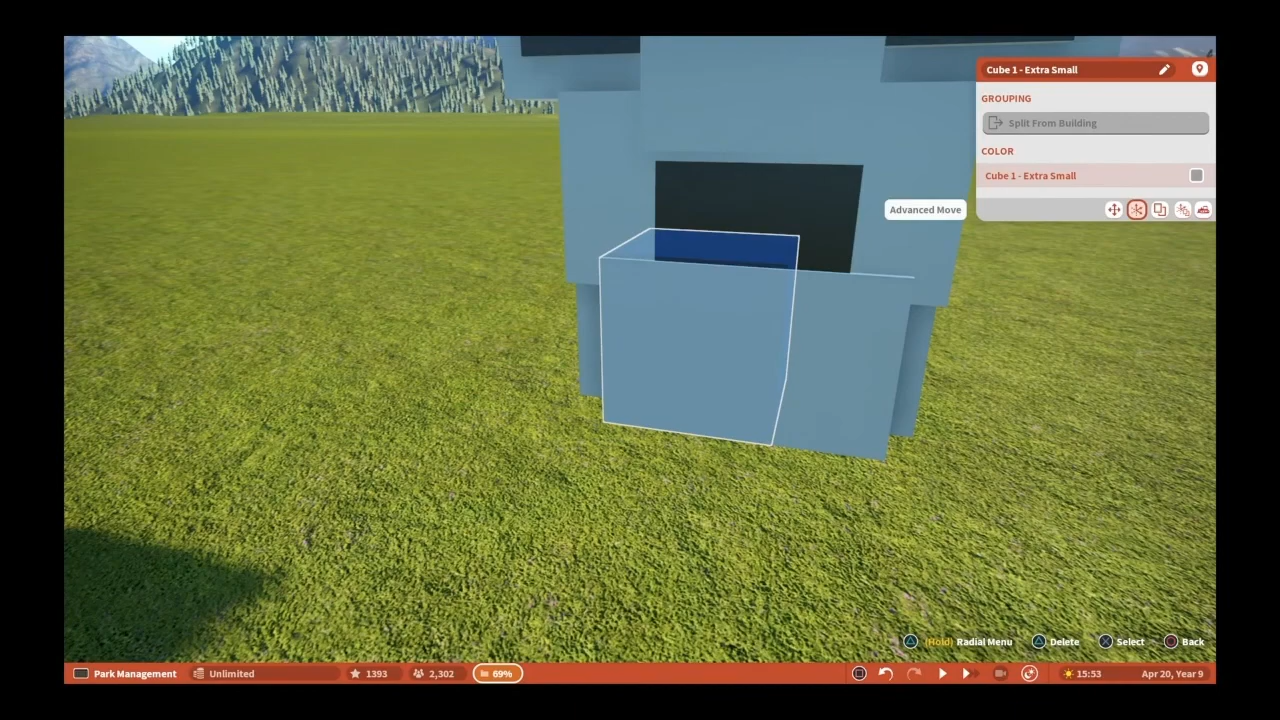 Cube 1 - Extra Small
GROUPING
Split From Building
COLOR
Cube 1 - Extra Small
Advanced Move
(Hold) Radial Menu
Delete
Select
Back
Park Management
Unlimited
1393
2,302
69%
15:53
Apr 20, Year 9